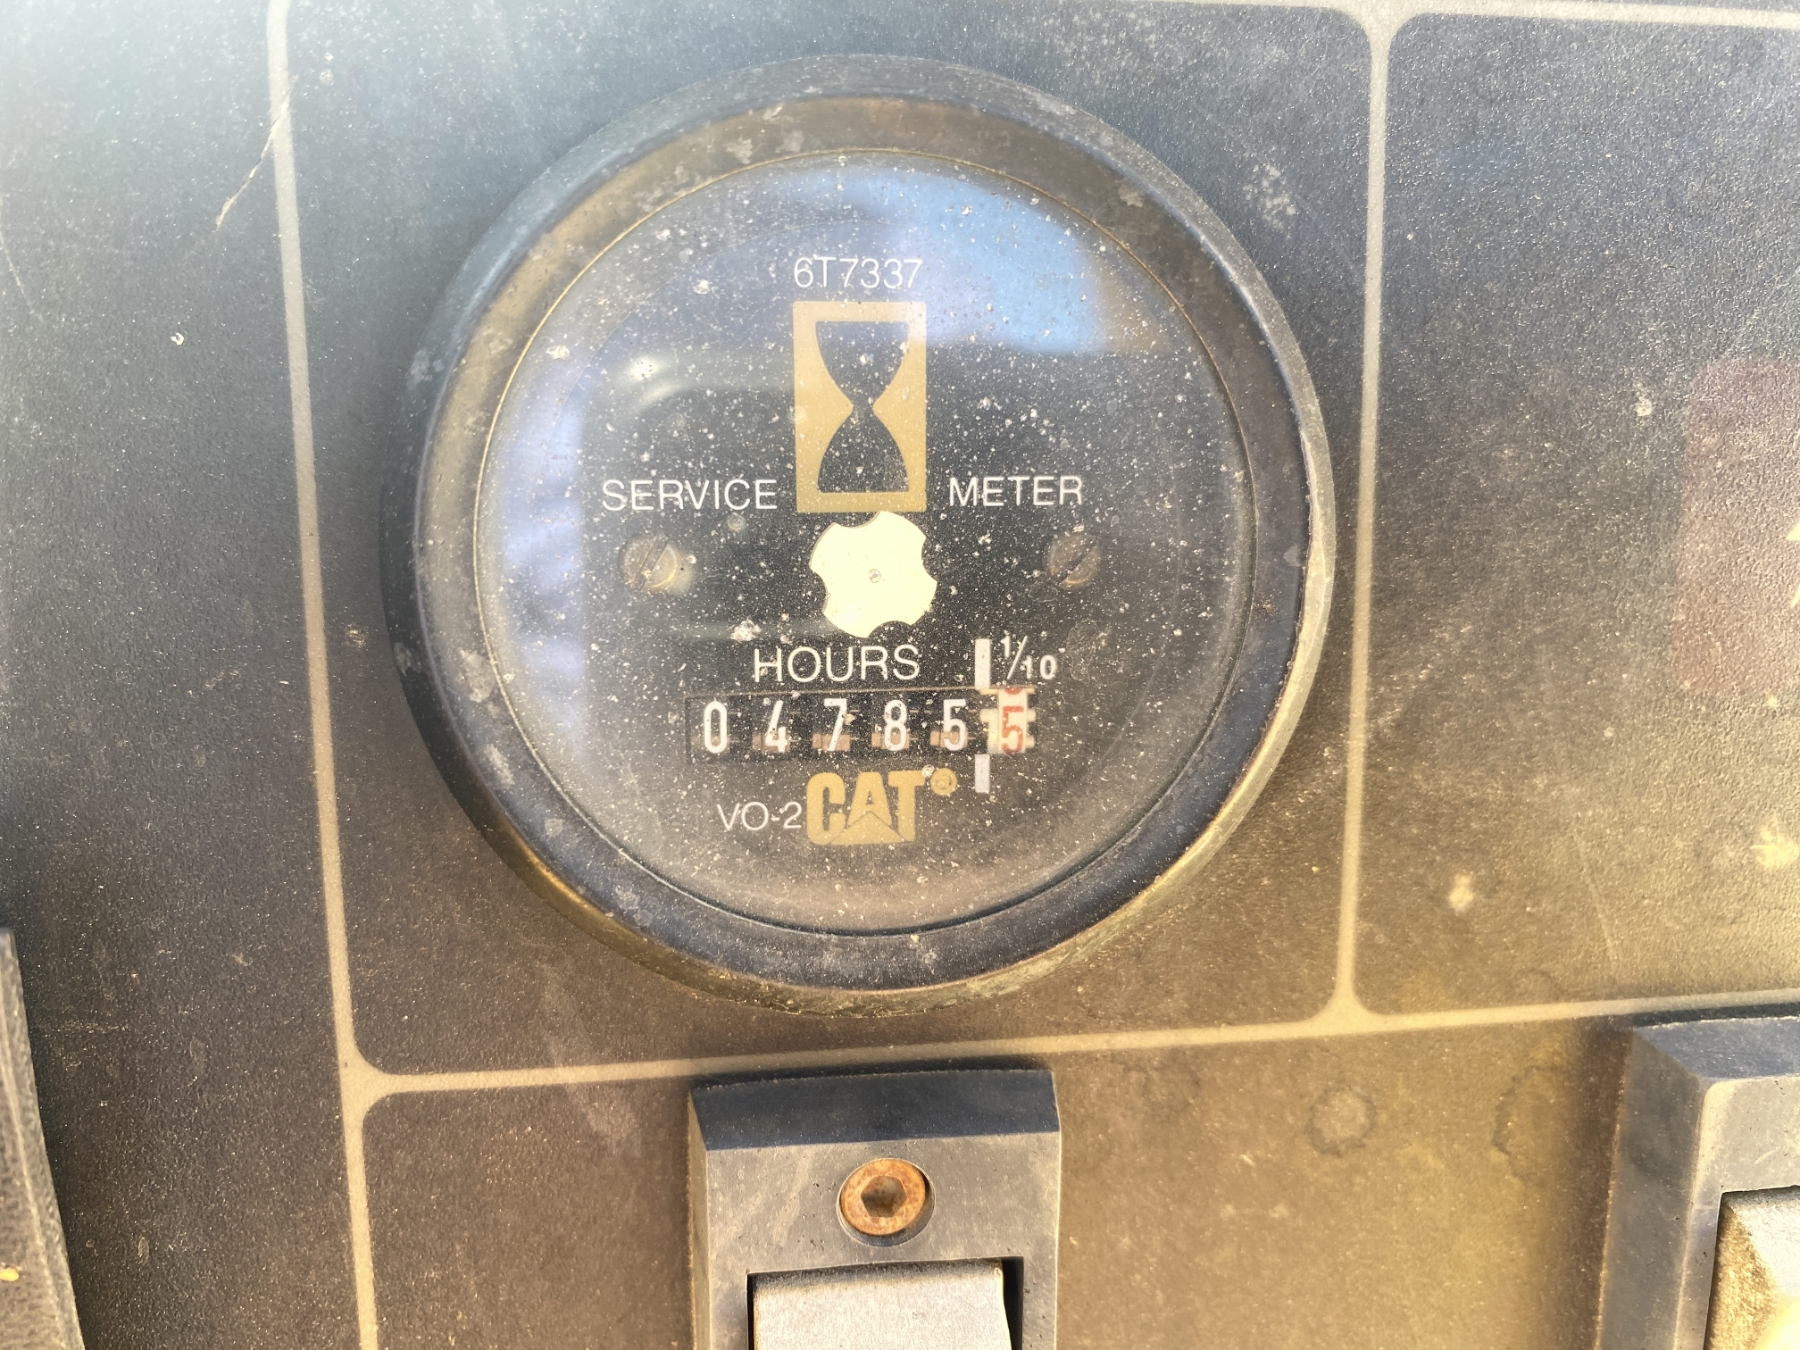 6T7337
SERVICE METER
HOURS 1/10
047855
VO-2 CAT®